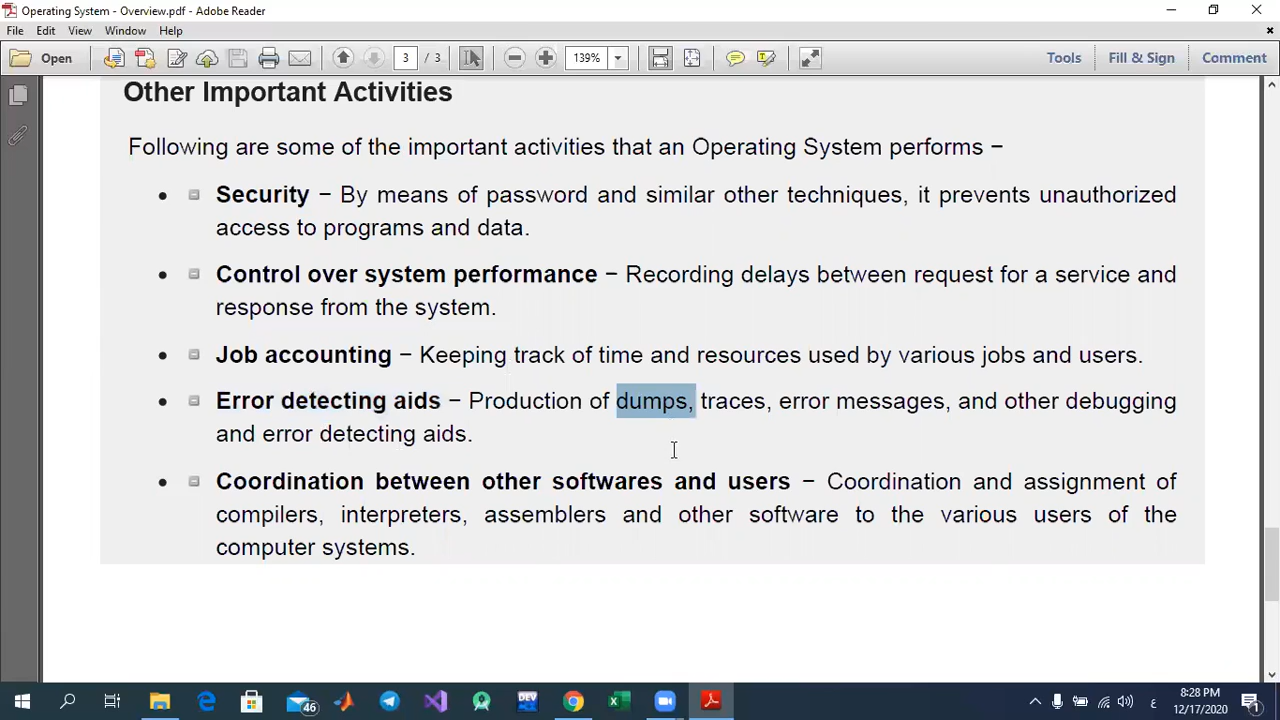 Operating System - Overview.pdf - Adobe Reader
File Edit View Window Help
Open 3 / 3 139% Tools Fill & Sign Comment
Other Important Activities
Following are some of the important activities that an Operating System performs −
• Security − By means of password and similar other techniques, it prevents unauthorized
access to programs and data.
• Control over system performance − Recording delays between request for a service and
response from the system.
• Job accounting − Keeping track of time and resources used by various jobs and users.
• Error detecting aids − Production of dumps, traces, error messages, and other debugging
and error detecting aids.
• Coordination between other softwares and users − Coordination and assignment of
compilers, interpreters, assemblers and other software to the various users of the
computer systems.
46 DEV ع 8:28 PM
12/17/2020 1